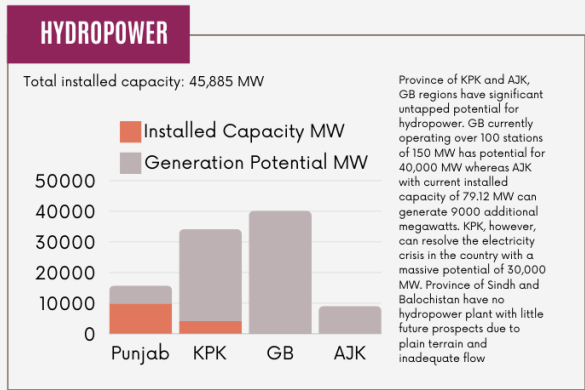 HYDROPOWER
Total installed capacity: 45,885 MW
Installed Capacity MW
Generation Potential MW
50000
40000
30000
20000
10000
0
Punjab KPK GB AJK
Province of KPK and AJK,
GB regions have significant
untapped potential for
hydropower. GB currently
operating over 100 stations
of 150 MW has potential for
40,000 MW whereas AJK
with current installed
capacity of 79.12 MW can
generate 9000 additional
megawatts. KPK, however,
can resolve the electricity
crisis in the country with a
massive potential of 30,000
MW. Province of Sindh and
Balochistan have no
hydropower plant with little
future prospects due to
plain terrain and
inadequate flow